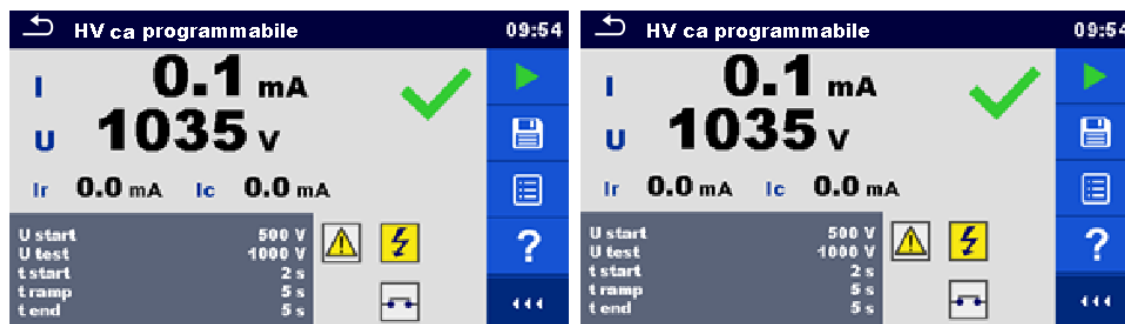 HV ca programmabile 09:54
I 0.1 mA
U 1035 V
Ir 0.0 mA Ic 0.0 mA
U start 500 V
U test 1000 V
t start 2 s
t ramp 5 s
t end 5 s
?
HV ca programmabile 09:54
I 0.1 mA
U 1035 V
Ir 0.0 mA Ic 0.0 mA
U start 500 V
U test 1000 V
t start 2 s
t ramp 5 s
t end 5 s
?